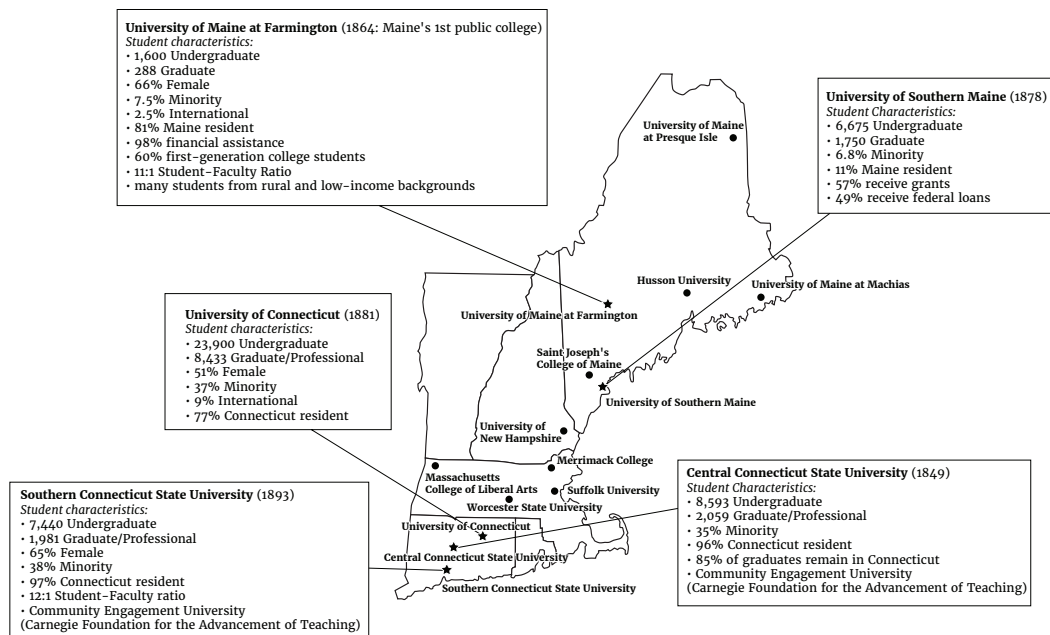 University of Maine at Farmington (1864: Maine's 1st public college)
Student characteristics:
· 1,600 Undergraduate
· 288 Graduate
· 66% Female
· 7.5% Minority
· 2.5% International
· 81% Maine resident
· 98% financial assistance
· 60% first-generation college students
· 11:1 Student-Faculty Ratio
· many students from rural and low-income backgrounds
University of Southern Maine (1878)
Student Characteristics:
· 6,675 Undergraduate
· 1,750 Graduate
· 6.8% Minority
· 11% Maine resident
· 57% receive grants
· 49% receive federal loans
University of Maine
at Presque Isle
Husson University
University of Maine at Machias
University of Maine at Farmington
University of Connecticut (1881)
Student characteristics:
· 23,900 Undergraduate
· 8,433 Graduate/Professional
· 51% Female
· 37% Minority
· 9% International
· 77% Connecticut resident
Saint Joseph's
College of Maine
University of Southern Maine
University of
New Hampshire
Merrimack College
Massachusetts
College of Liberal Arts
Suffolk University
Worcester State University
University of Connecticut
Central Connecticut State University
Southern Connecticut State University
Southern Connecticut State University (1893)
Student characteristics:
· 7,440 Undergraduate
· 1,981 Graduate/Professional
· 65% Female
· 38% Minority
· 97% Connecticut resident
· 12:1 Student-Faculty ratio
· Community Engagement University
(Carnegie Foundation for the Advancement of Teaching)
Central Connecticut State University (1849)
Student Characteristics:
· 8,593 Undergraduate
· 2,059 Graduate/Professional
· 35% Minority
· 96% Connecticut resident
· 85% of graduates remain in Connecticut
· Community Engagement University
(Carnegie Foundation for the Advancement of Teaching)